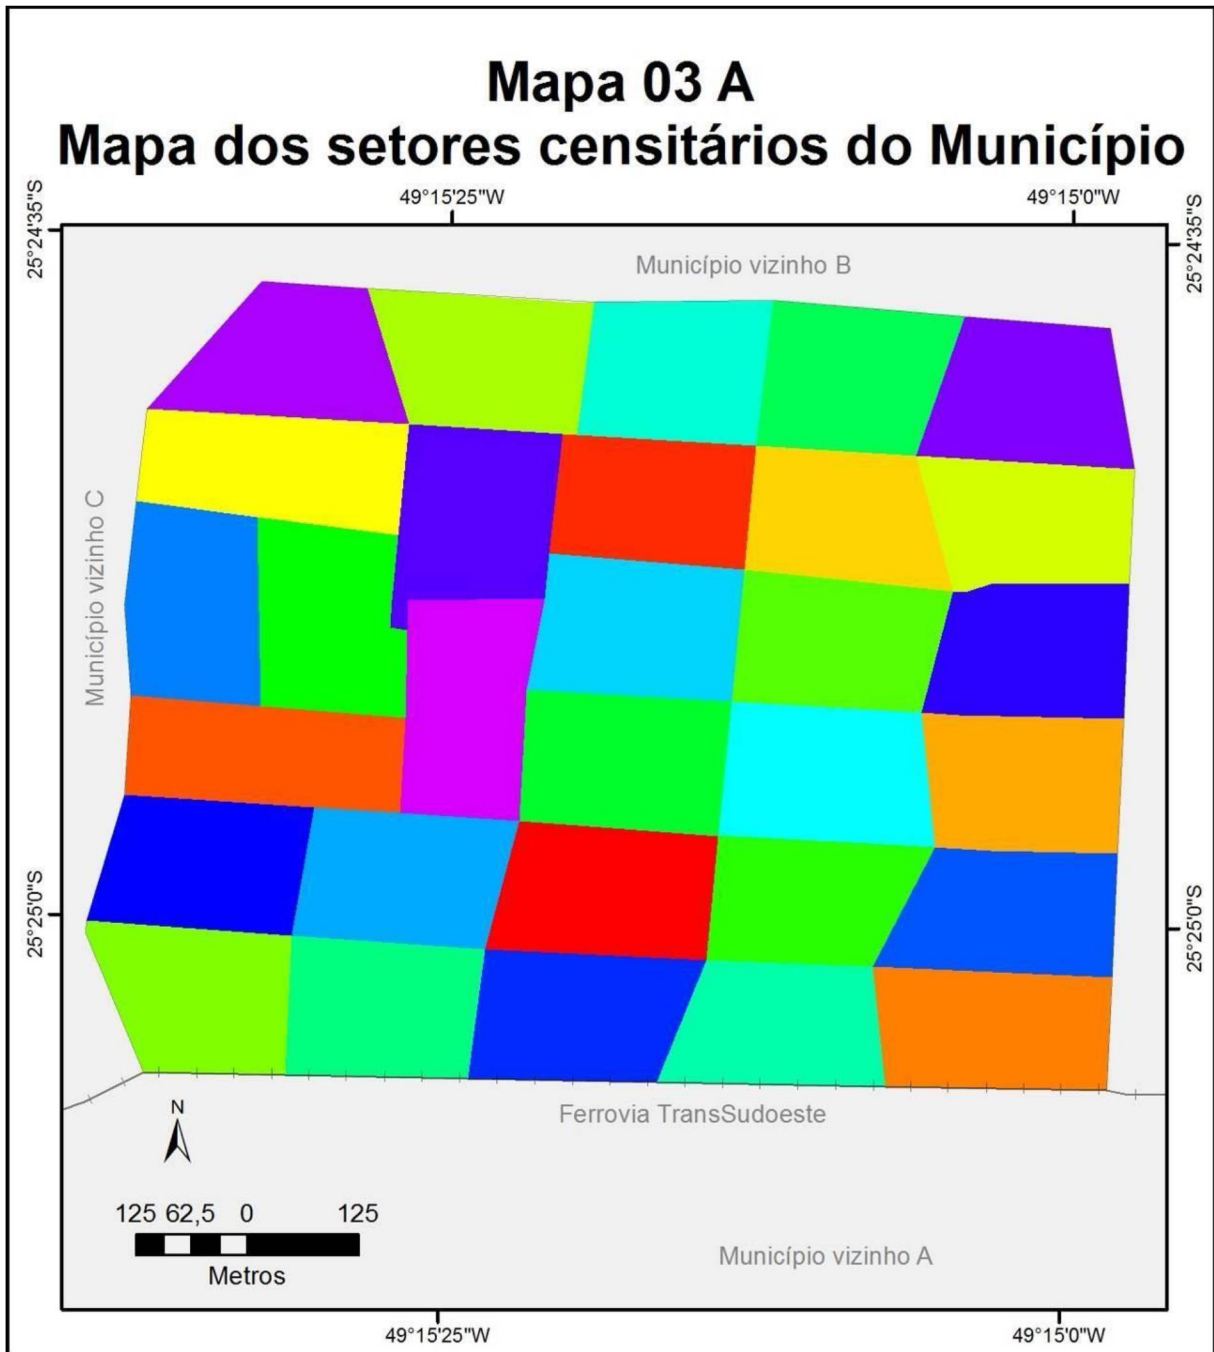 Mapa 03 A
Mapa dos setores censitários do Município
49°15'25"W
49°15'0"W
25°24'35"S
25°24'35"S
Município vizinho B
Município vizinho C
25°25'0"S
25°25'0"S
N
Ferrovia TransSudoeste
125 62,5 0 125
Metros
Município vizinho A
49°15'25"W
49°15'0"W